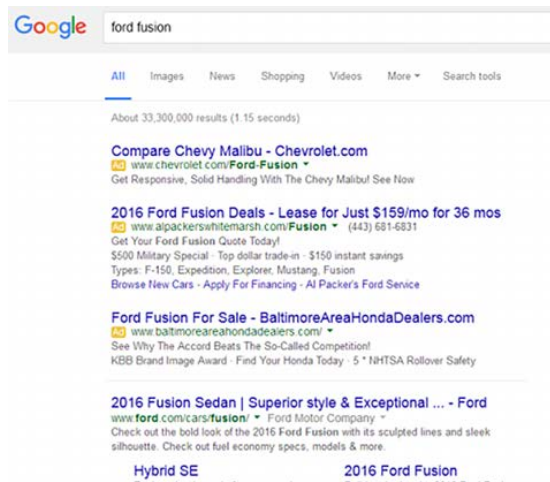 Google ford fusion
All Images News Shopping Videos More Search tools
About 33,300,000 results (1.15 seconds)
Compare Chevy Malibu - Chevrolet.com
Ad www.chevrolet.com/Ford-Fusion
Get Responsive, Solid Handling With The Chevy Malibu! See Now
2016 Ford Fusion Deals - Lease for Just $159/mo for 36 mos
Ad www.alpackerswhitemarsh.com/Fusion (443) 681-6831
Get Your Ford Fusion Quote Today!
$500 Military Special · Top dollar trade-in · $150 instant savings
Types: F-150, Expedition, Explorer, Mustang, Fusion
Browse New Cars - Apply For Financing - Al Packer's Ford Service
Ford Fusion For Sale - BaltimoreAreaHondaDealers.com
Ad www.baltimoreareahondadealers.com/
See Why The Accord Beats The So-Called Competition!
KBB Brand Image Award · Find Your Honda Today · 5 * NHTSA Rollover Safety
2016 Fusion Sedan | Superior style & Exceptional ... - Ford
www.ford.com/cars/fusion/ Ford Motor Company
Check out the bold look of the 2016 Ford Fusion with its sculpted lines and sleek
silhouette. Check out fuel economy specs, models & more.
Hybrid SE 2016 Ford Fusion